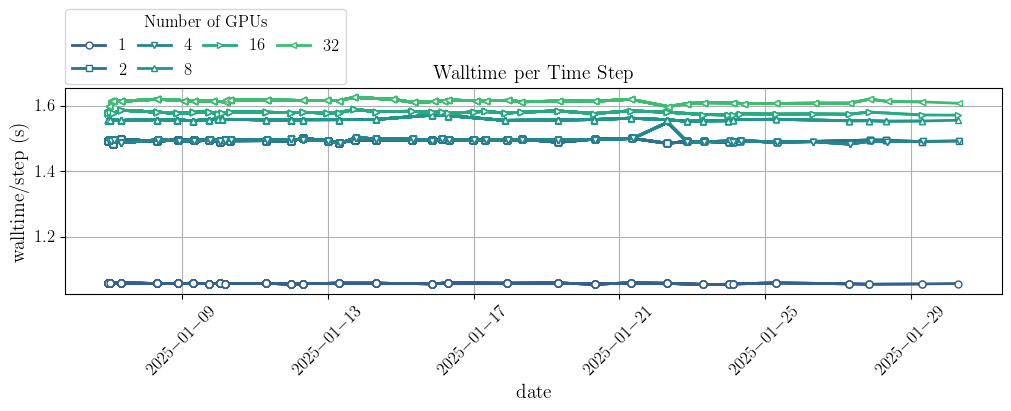 Number of GPUs
1 4 16 32
2 8
Walltime per Time Step
1.6
1.4
1.2
walltime/step (s)
2025−01−09 2025−01−13 2025−01−17 2025−01−21 2025−01−25 2025−01−29
date